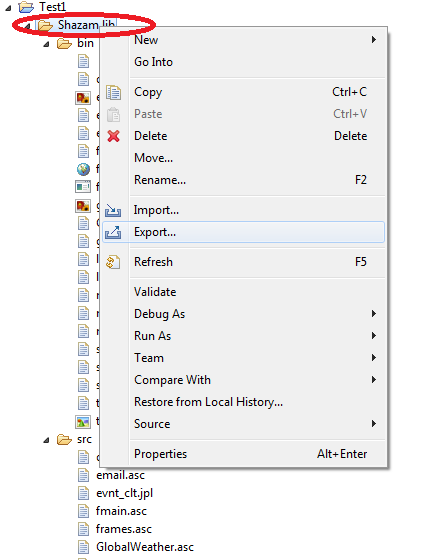 Test1
Shazam.lib
bin
New
Go Into
Copy Ctrl+C
Paste Ctrl+V
Delete Delete
Move...
Rename... F2
Import...
Export...
Refresh F5
Validate
Debug As
Run As
Team
Compare With
Restore from Local History...
Source
Properties Alt+Enter
src
email.asc
evnt_clt.jpl
fmain.asc
frames.asc
GlobalWeather.asc